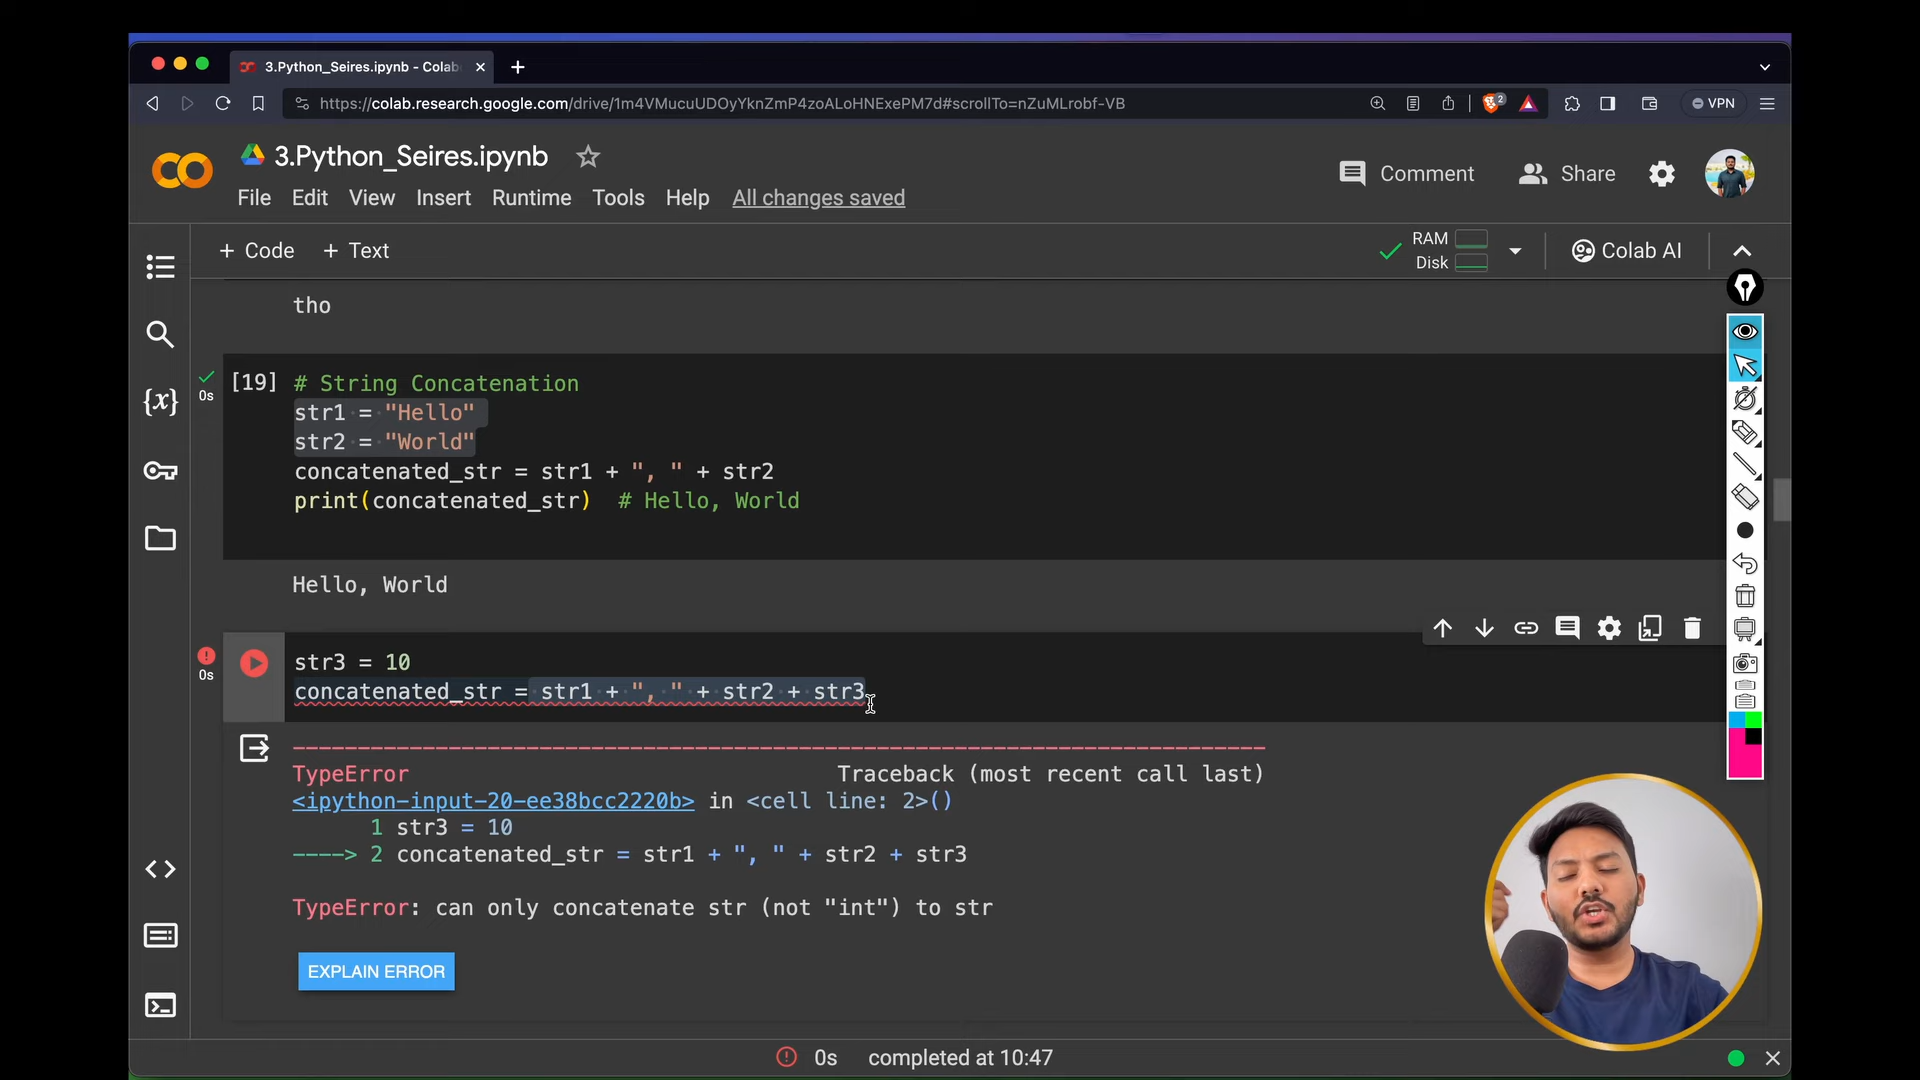 3.Python_Seires.ipynb - Colab
https://colab.research.google.com/drive/1m4VMucuUDOyYknZmP4zoALoHNExePM7d#scrollTo=nZuMLrobf-VB
2
VPN
3.Python_Seires.ipynb
Comment
Share
File Edit View Insert Runtime Tools Help All changes saved
+ Code + Text
RAM
Disk
Colab AI
tho
[19] # String Concatenation
0s
str1 = "Hello"
str2 = "World"
concatenated_str = str1 + ", " + str2
print(concatenated_str)  # Hello, World
{x}
Hello, World
str3 = 10
0s
concatenated_str = str1 + ", " + str2 + str3
---------------------------------------------------------------------------
TypeError                                 Traceback (most recent call last)
<ipython-input-20-ee38bcc2220b> in <cell line: 2>()
      1 str3 = 10
----> 2 concatenated_str = str1 + ", " + str2 + str3
TypeError: can only concatenate str (not "int") to str
EXPLAIN ERROR
0s completed at 10:47